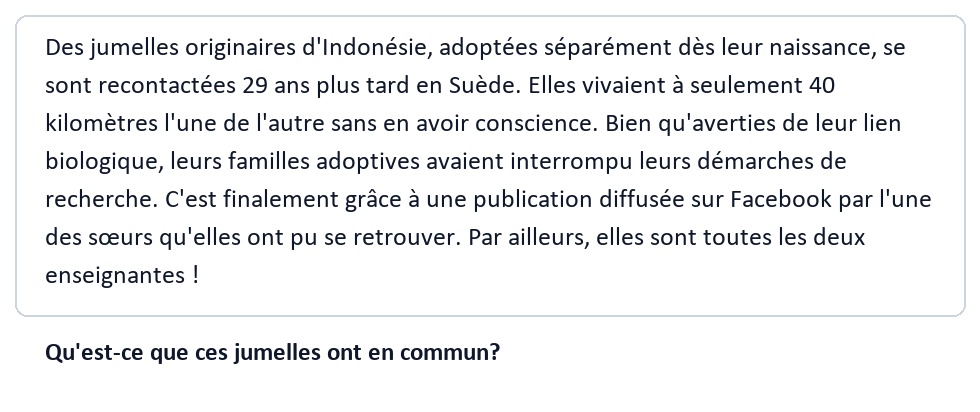 Des jumelles originaires d'Indonésie, adoptées séparément dès leur naissance, se
sont recontactées 29 ans plus tard en Suède. Elles vivaient à seulement 40
kilomètres l'une de l'autre sans en avoir conscience. Bien qu'averties de leur lien
biologique, leurs familles adoptives avaient interrompu leurs démarches de
recherche. C'est finalement grâce à une publication diffusée sur Facebook par l'une
des sœurs qu'elles ont pu se retrouver. Par ailleurs, elles sont toutes les deux
enseignantes !
Qu'est-ce que ces jumelles ont en commun?